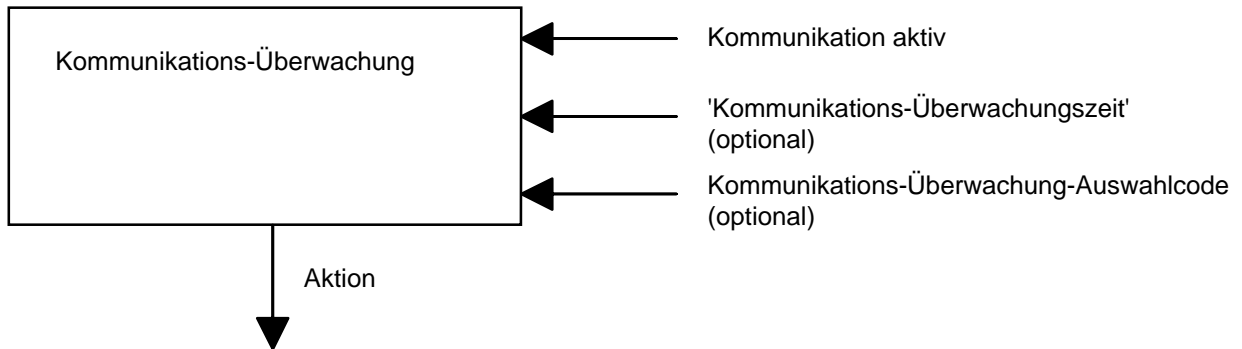 Kommunikations-Überwachung
Kommunikation aktiv
'Kommunikations-Überwachungszeit'
(optional)
Kommunikations-Überwachung-Auswahlcode
(optional)
Aktion